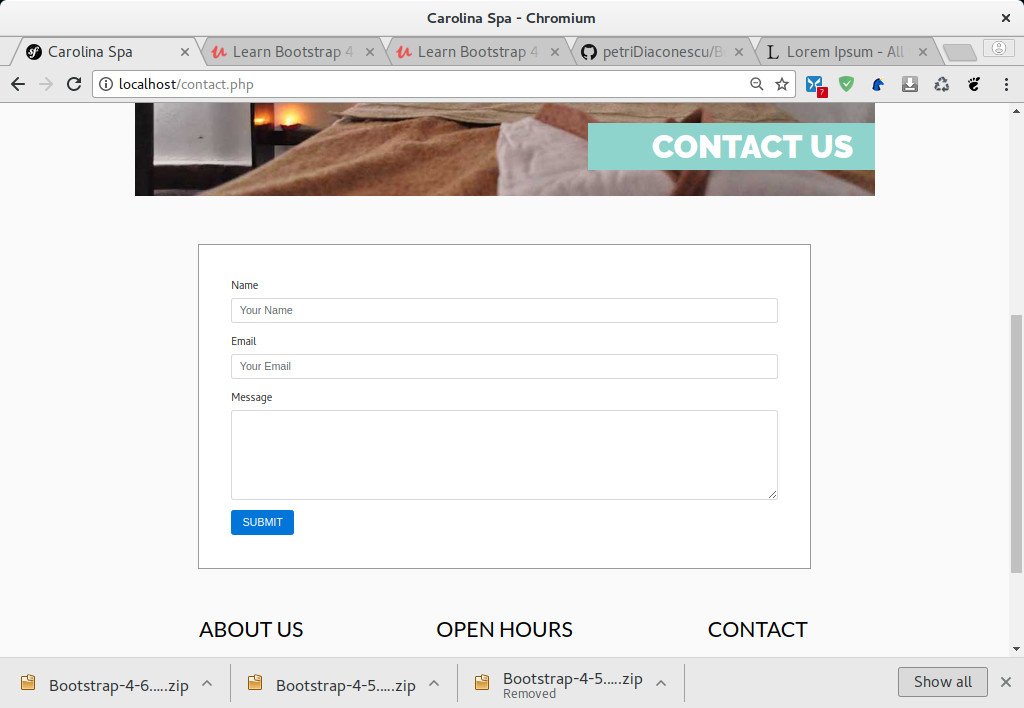 Carolina Spa - Chromium
Carolina Spa
Learn Bootstrap 4
Learn Bootstrap 4
petriDiaconescu/B
Lorem Ipsum - All
localhost/contact.php
CONTACT US
Name
Your Name
Email
Your Email
Message
SUBMIT
ABOUT US
OPEN HOURS
CONTACT
Bootstrap-4-6.....zip
Bootstrap-4-5.....zip
Bootstrap-4-5.....zip
Removed
Show all